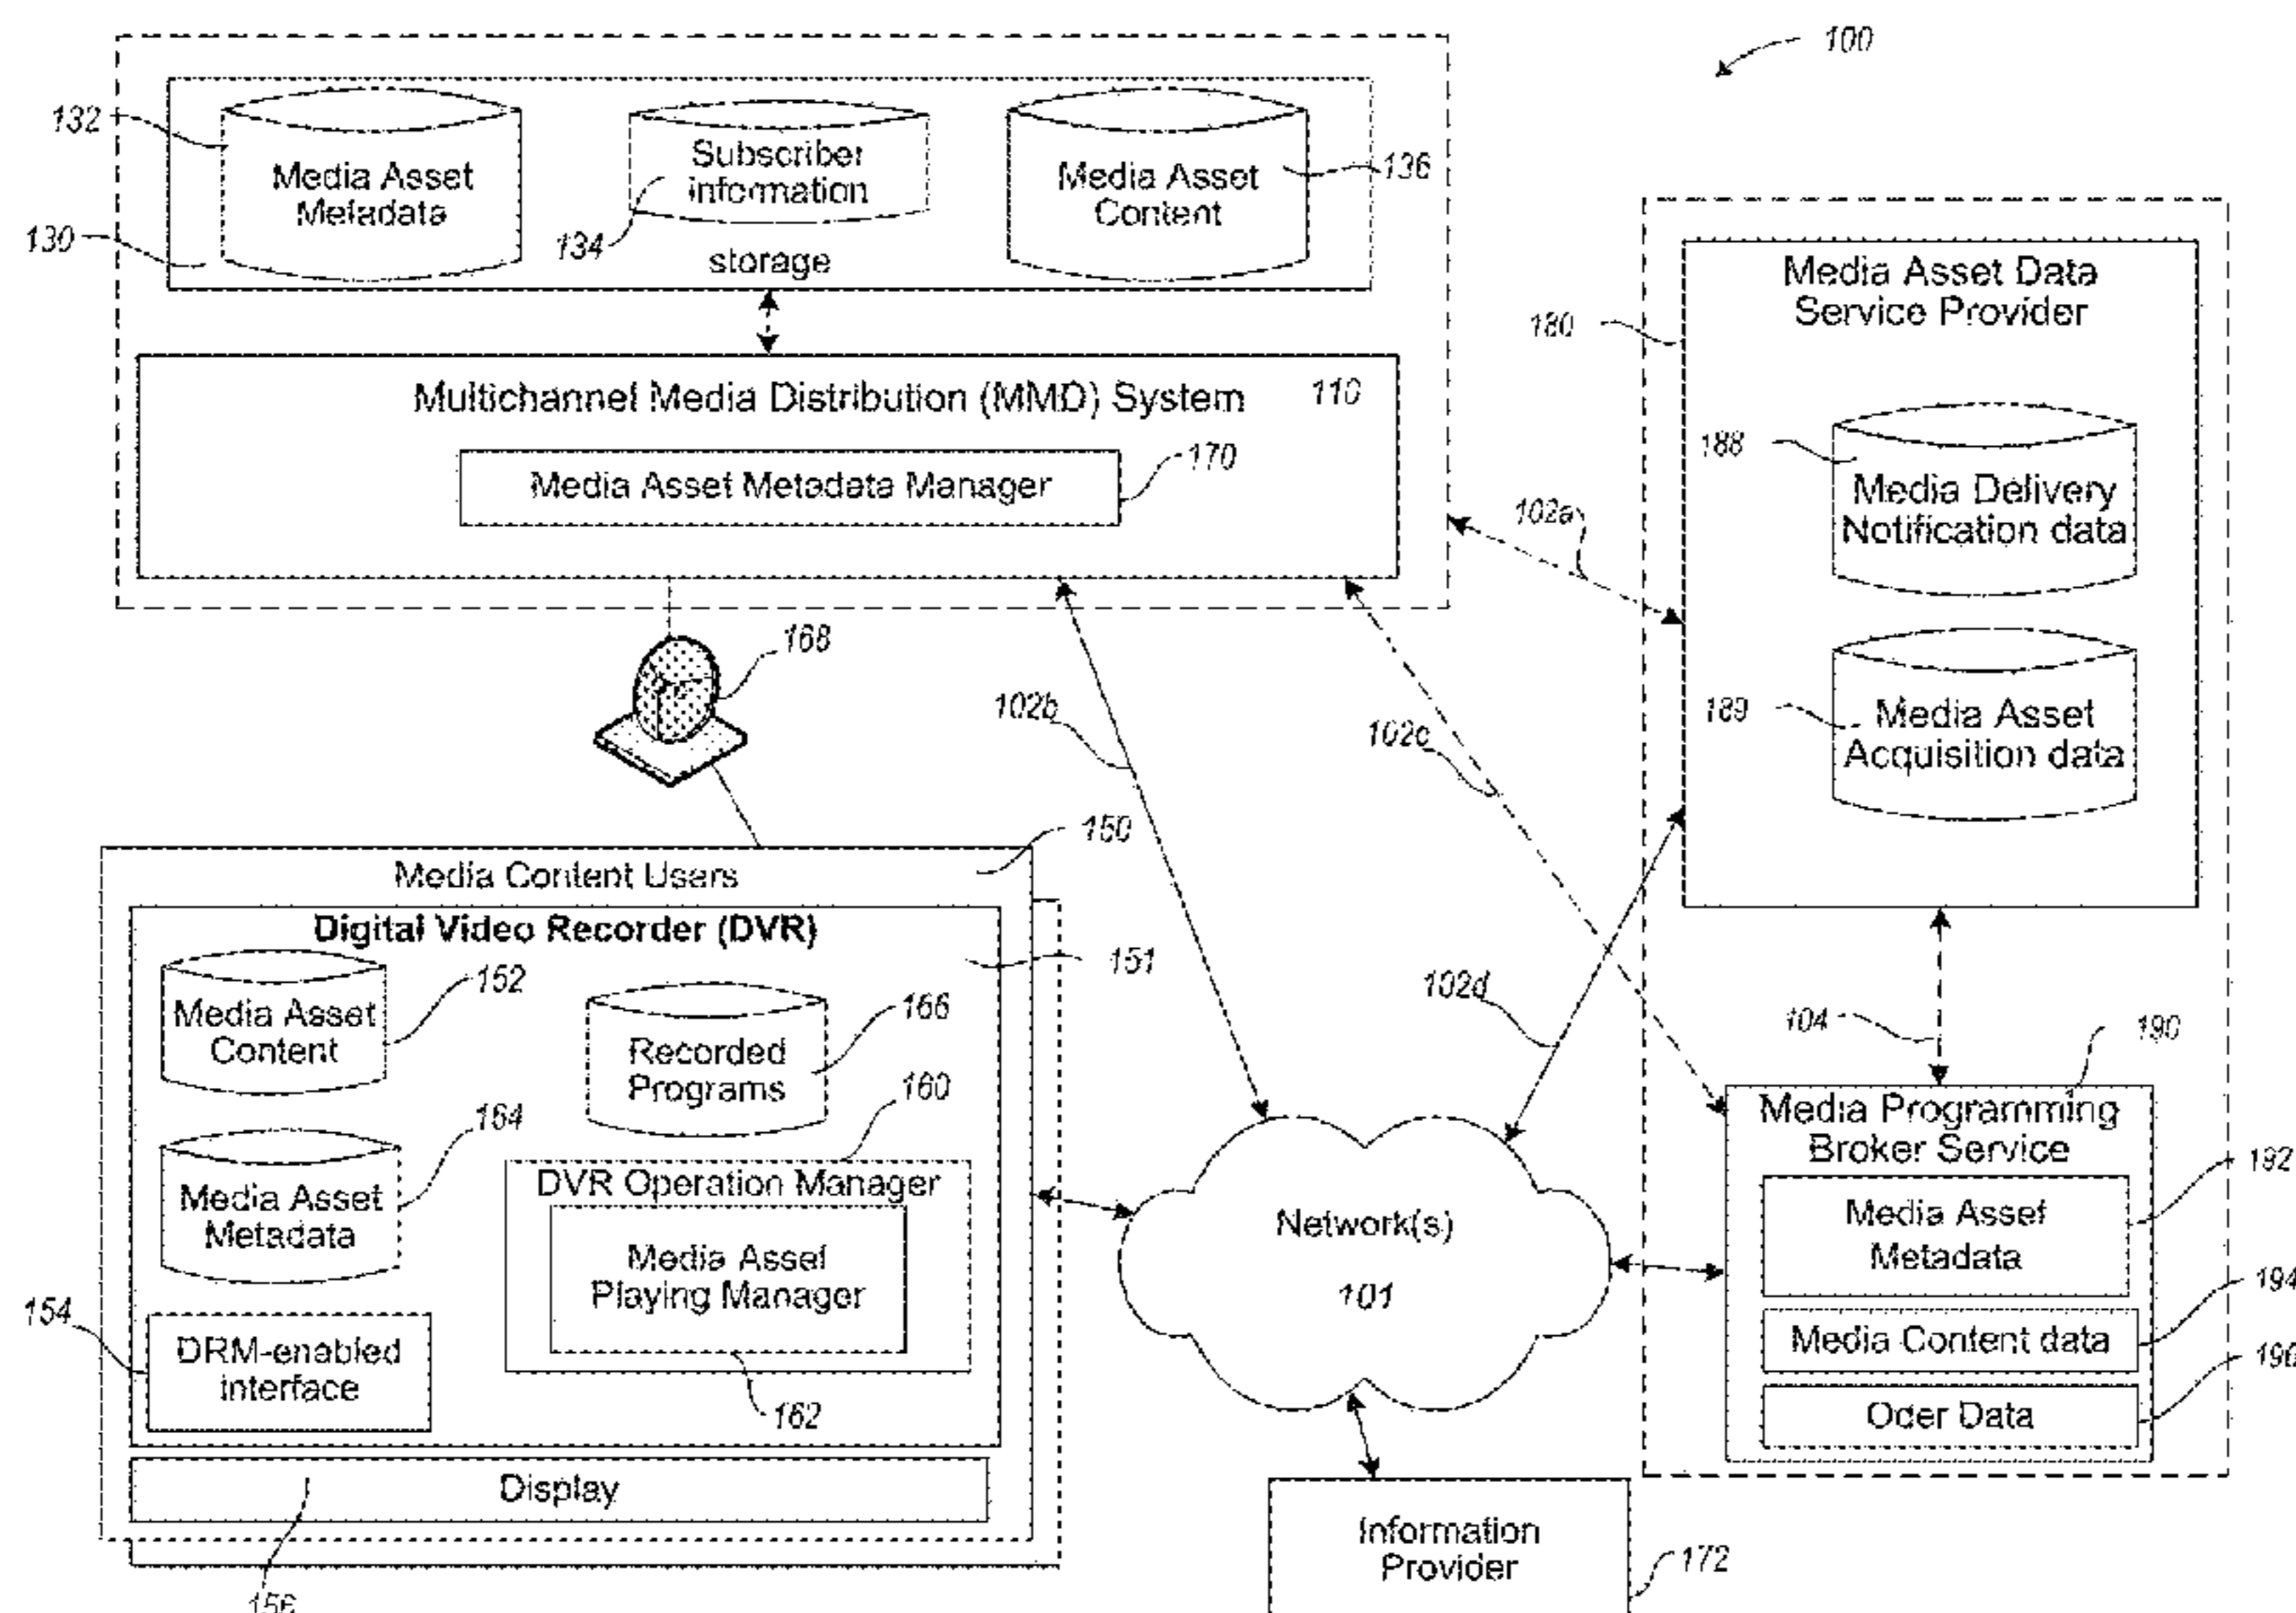 100
132
Media Asset
Metadata
Subscriber
information
134
Media Asset
Content
136
130
storage
Multichannel Media Distribution (MMD) System
110
Media Asset Metadata Manager
170
168
102a
102b
102c
102d
180
Media Asset Data
Service Provider
188
Media Delivery
Notification data
189
Media Asset
Acquisition data
104
190
Media Programming
Broker Service
Media Asset
Metadata
192
Media Content data
194
Oder Data
196
Media Content Users
150
Digital Video Recorder (DVR)
151
Media Asset
Content
152
Recorded
Programs
166
Media Asset
Metadata
164
160
DVR Operation Manager
Media Asset
Playing Manager
162
154
DRM-enabled
interface
Display
156
Network(s)
101
Information
Provider
172